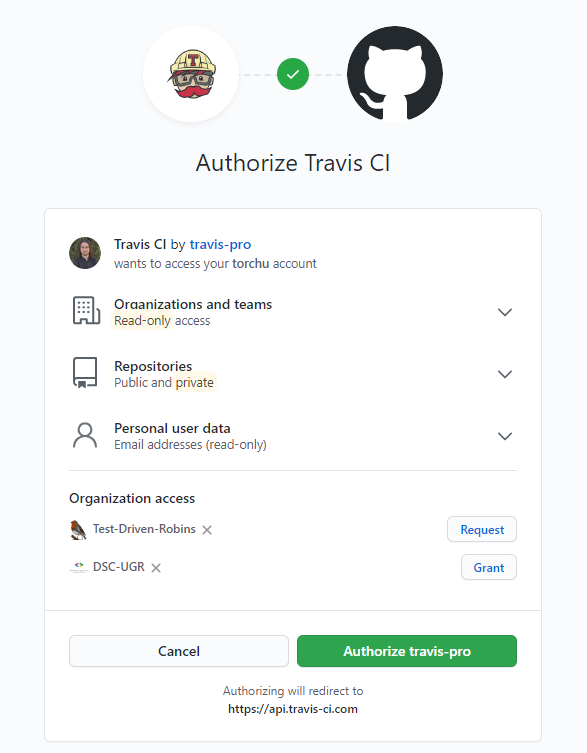 T
Authorize Travis CI
Travis CI by travis-pro
wants to access your torchu account
Organizations and teams
Read-only access
Repositories
Public and private
Personal user data
Email addresses (read-only)
Organization access
Test-Driven-Robins
Request
DSC-UGR
Grant
Cancel
Authorize travis-pro
Authorizing will redirect to
https://api.travis-ci.com